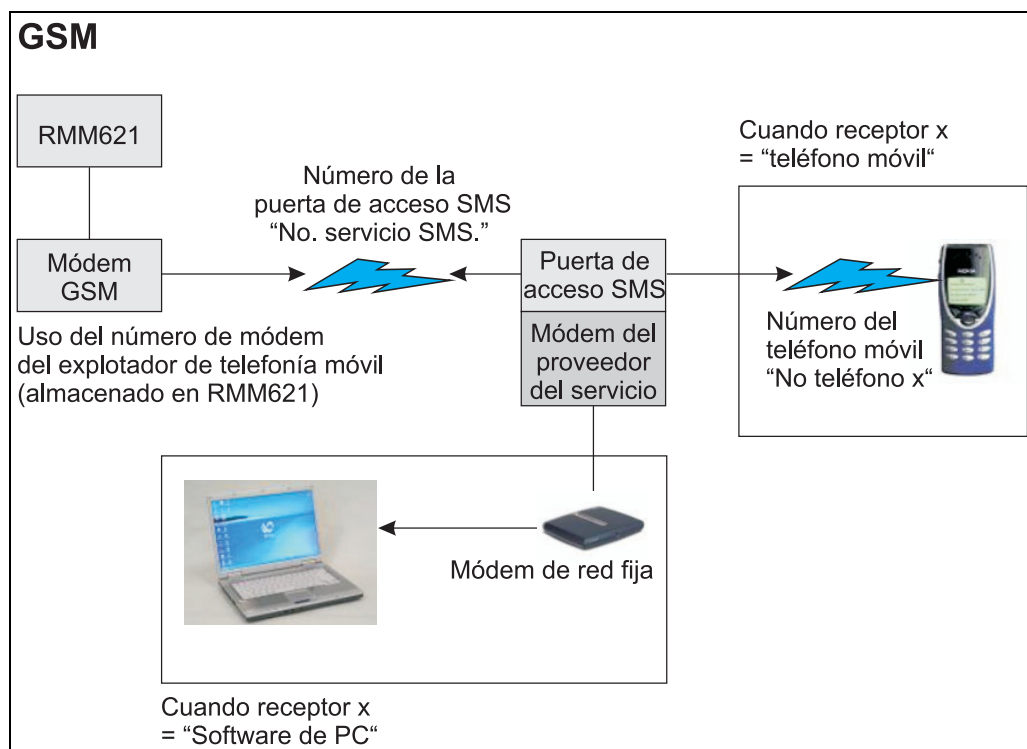 GSM
RMM621
Módem
GSM
Uso del número de módem
del explotador de telefonía móvil
(almacenado en RMM621)
Número de la
puerta de acceso SMS
“No. servicio SMS.”
Puerta de
acceso SMS
Módem del
proveedor
del servicio
Cuando receptor x
= “teléfono móvil“
NOKIA
Número del
teléfono móvil
“No teléfono x“
Módem de red fija
Cuando receptor x
= “Software de PC“